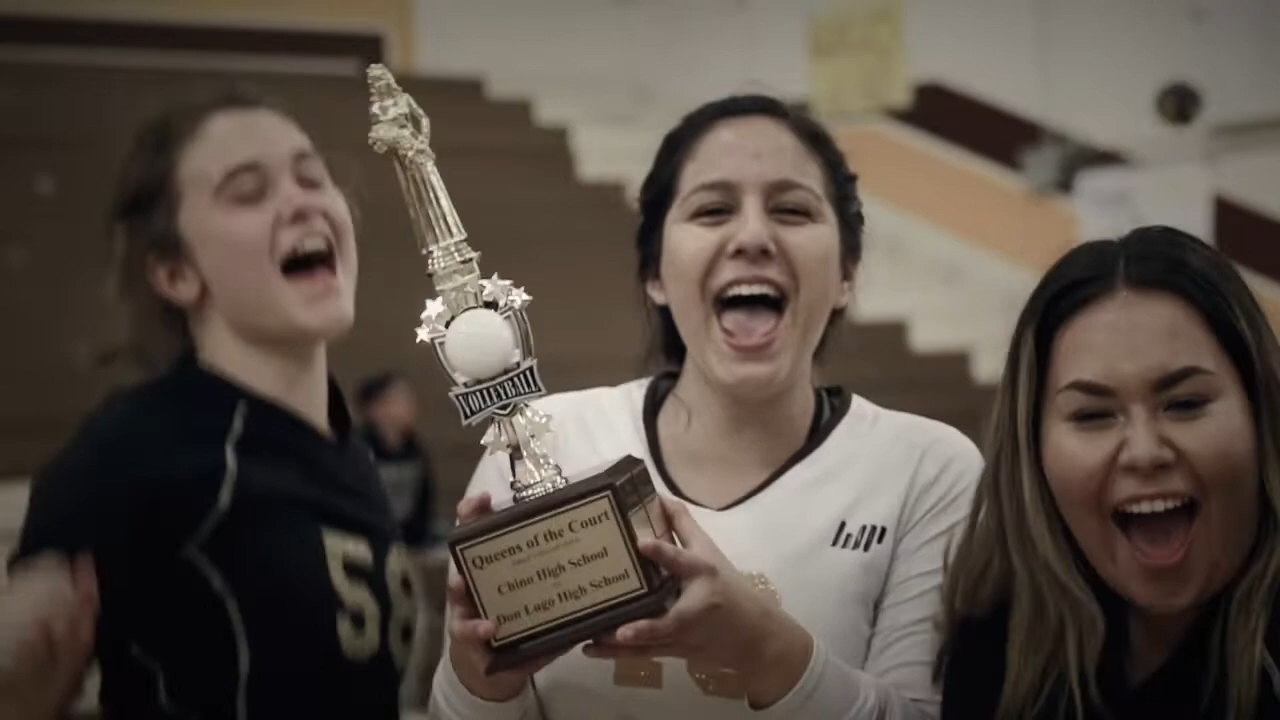 VOLLEYBALL
Queens of the Court
Chino High School
Don Lugo High School
58